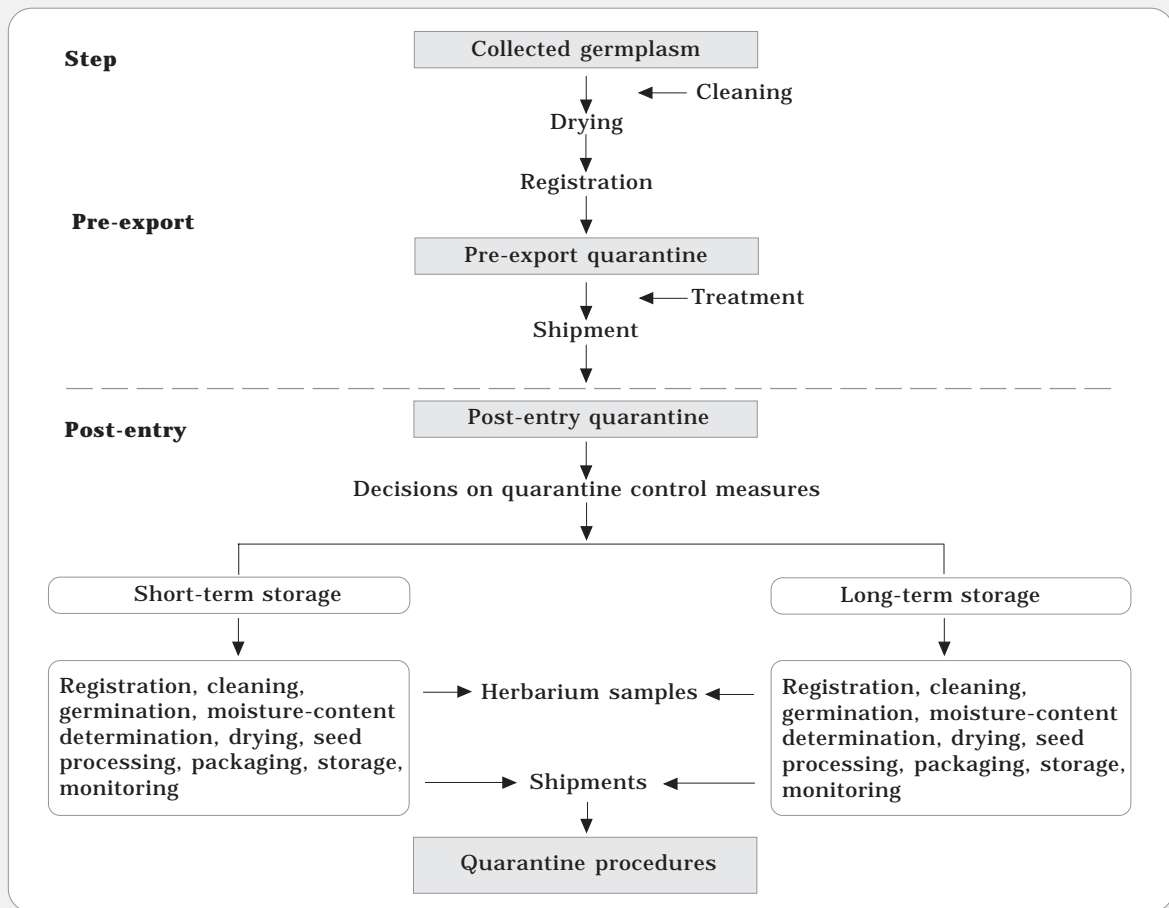 Step
Collected germplasm
Cleaning
Drying
Registration
Pre-export
Pre-export quarantine
Treatment
Shipment
Post-entry quarantine
Post-entry
Decisions on quarantine control measures
Short-term storage
Long-term storage
Registration, cleaning,
germination, moisture-content
determination, drying, seed
processing, packaging, storage,
monitoring
Herbarium samples
Shipments
Registration, cleaning,
germination, moisture-content
determination, drying, seed
processing, packaging, storage,
monitoring
Quarantine procedures